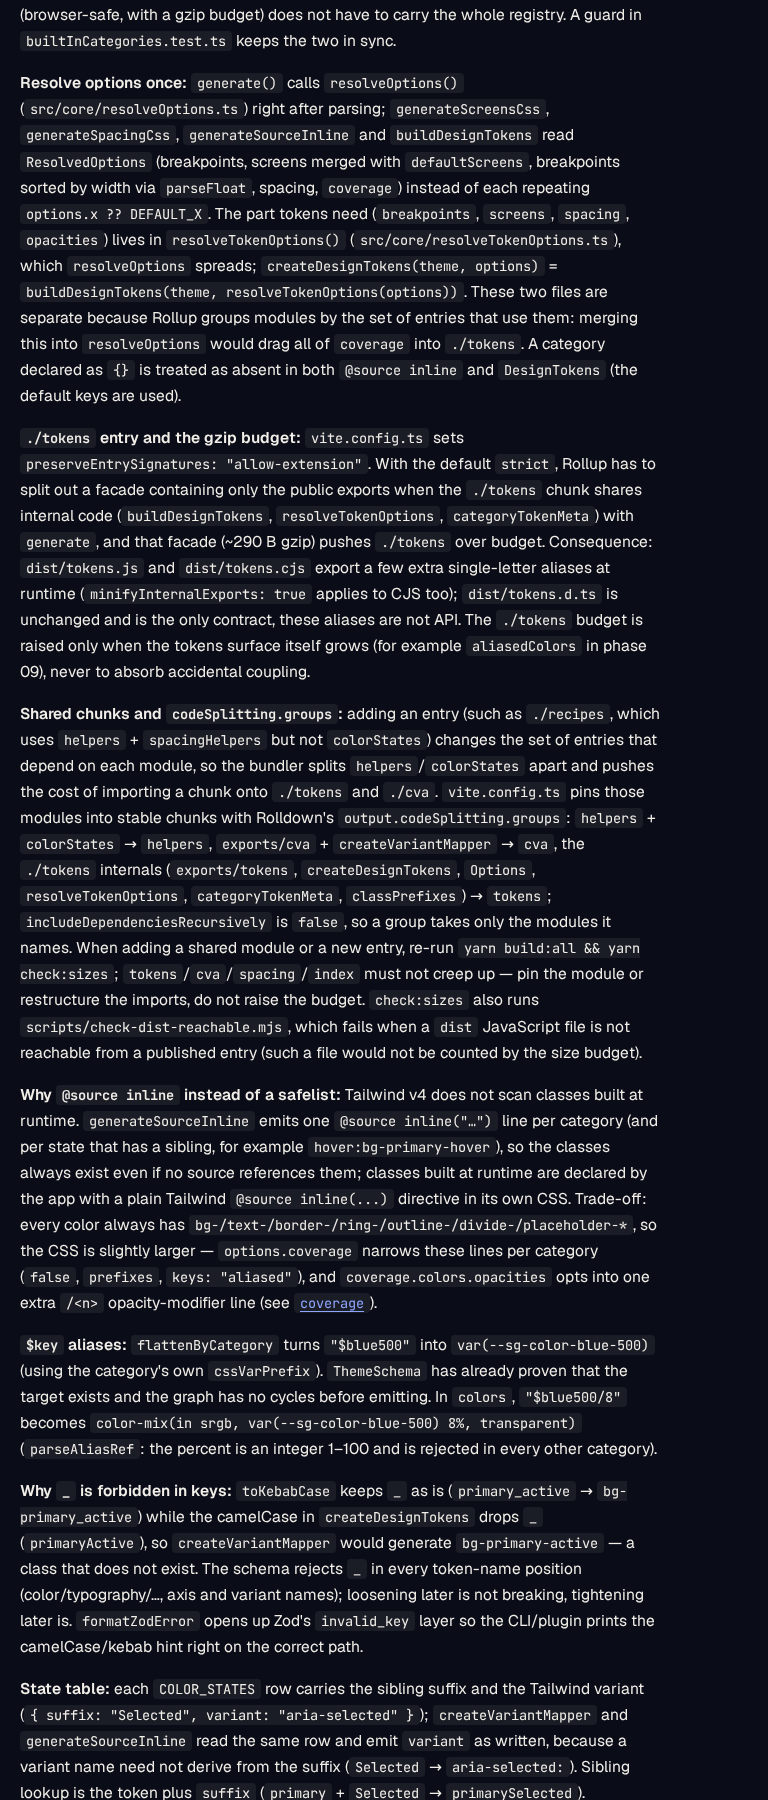 (browser-safe, with a gzip budget) does not have to carry the whole registry. A guard in
builtInCategories.test.ts keeps the two in sync.
Resolve options once: generate() calls resolveOptions()
(src/core/resolveOptions.ts) right after parsing; generateScreensCss,
generateSpacingCss, generateSourceInline and buildDesignTokens read
ResolvedOptions (breakpoints, screens merged with defaultScreens, breakpoints
sorted by width via parseFloat, spacing, coverage) instead of each repeating
options.x ?? DEFAULT_X. The part tokens need (breakpoints, screens, spacing,
opacities) lives in resolveTokenOptions() (src/core/resolveTokenOptions.ts),
which resolveOptions spreads; createDesignTokens(theme, options) =
buildDesignTokens(theme, resolveTokenOptions(options)). These two files are
separate because Rollup groups modules by the set of entries that use them: merging
this into resolveOptions would drag all of coverage into ./tokens. A category
declared as {} is treated as absent in both @source inline and DesignTokens (the
default keys are used).
./tokens entry and the gzip budget: vite.config.ts sets
preserveEntrySignatures: "allow-extension". With the default strict, Rollup has to
split out a facade containing only the public exports when the ./tokens chunk shares
internal code (buildDesignTokens, resolveTokenOptions, categoryTokenMeta) with
generate, and that facade (~290 B gzip) pushes ./tokens over budget. Consequence:
dist/tokens.js and dist/tokens.cjs export a few extra single-letter aliases at
runtime (minifyInternalExports: true applies to CJS too); dist/tokens.d.ts is
unchanged and is the only contract, these aliases are not API. The ./tokens budget is
raised only when the tokens surface itself grows (for example aliasedColors in phase
09), never to absorb accidental coupling.
Shared chunks and codeSplitting.groups: adding an entry (such as ./recipes, which
uses helpers + spacingHelpers but not colorStates) changes the set of entries that
depend on each module, so the bundler splits helpers/colorStates apart and pushes
the cost of importing a chunk onto ./tokens and ./cva. vite.config.ts pins those
modules into stable chunks with Rolldown's output.codeSplitting.groups: helpers +
colorStates → helpers, exports/cva + createVariantMapper → cva, the
./tokens internals (exports/tokens, createDesignTokens, Options,
resolveTokenOptions, categoryTokenMeta, classPrefixes) → tokens;
includeDependenciesRecursively is false, so a group takes only the modules it
names. When adding a shared module or a new entry, re-run yarn build:all && yarn
check:sizes; tokens/cva/spacing/index must not creep up — pin the module or
restructure the imports, do not raise the budget. check:sizes also runs
scripts/check-dist-reachable.mjs, which fails when a dist JavaScript file is not
reachable from a published entry (such a file would not be counted by the size budget).
Why @source inline instead of a safelist: Tailwind v4 does not scan classes built at
runtime. generateSourceInline emits one @source inline("…") line per category (and
per state that has a sibling, for example hover:bg-primary-hover), so the classes
always exist even if no source references them; classes built at runtime are declared by
the app with a plain Tailwind @source inline(...) directive in its own CSS. Trade-off:
every color always has bg-/text-/border-/ring-/outline-/divide-/placeholder-*, so
the CSS is slightly larger — options.coverage narrows these lines per category
(false, prefixes, keys: "aliased"), and coverage.colors.opacities opts into one
extra /<n> opacity-modifier line (see coverage).
$key aliases: flattenByCategory turns "$blue500" into var(--sg-color-blue-500)
(using the category's own cssVarPrefix). ThemeSchema has already proven that the
target exists and the graph has no cycles before emitting. In colors, "$blue500/8"
becomes color-mix(in srgb, var(--sg-color-blue-500) 8%, transparent)
(parseAliasRef: the percent is an integer 1–100 and is rejected in every other category).
Why _ is forbidden in keys: toKebabCase keeps _ as is (primary_active → bg-
primary_active) while the camelCase in createDesignTokens drops _
(primaryActive), so createVariantMapper would generate bg-primary-active — a
class that does not exist. The schema rejects _ in every token-name position
(color/typography/…, axis and variant names); loosening later is not breaking, tightening
later is. formatZodError opens up Zod's invalid_key layer so the CLI/plugin prints the
camelCase/kebab hint right on the correct path.
State table: each COLOR_STATES row carries the sibling suffix and the Tailwind variant
({ suffix: "Selected", variant: "aria-selected" }); createVariantMapper and
generateSourceInline read the same row and emit variant as written, because a
variant name need not derive from the suffix (Selected → aria-selected:). Sibling
lookup is the token plus suffix (primary + Selected → primarySelected).